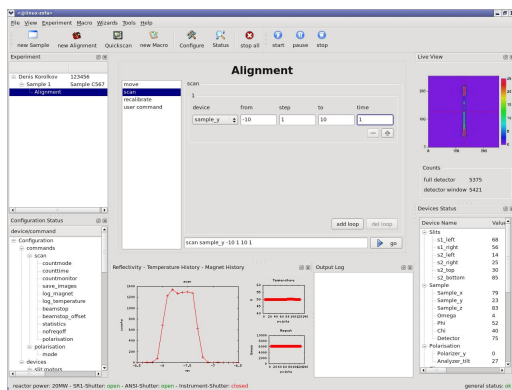 <@linux-zsfa>
File View Experiment Macro Wizards Tools Help
new Sample new Alignment Quickscan new Macro Configure Status stop all start pause stop
Experiment
Denis Korolkov 123456
Sample 1 Sample C567
Alignment
Configuration Status
device/command
Configuration
commands
scan
countmode
counttime
countmonitor
save_images
log_magnet
log_temperature
beamstop
beamstop_offset
statistics
nofregoff
polarisation
polarisation
mode
devices
slit motors
Alignment
move
scan
recalibrate
user command
scan
1
device from step to time
sample_y -10 1 10 1
add loop del loop
scan sample_y -10 1 10 1
go
Reflectivity - Temperature History - Magnet History
scan
Temperature
Magnet
Output Log
Live View
Counts
full detector 5375
detector window 5421
Devices Status
Device Name Value
Slits
s1_left 68
s1_right 56
s2_left 14
s2_right 25
s2_top 30
s2_bottom 85
Sample
Sample_x 79
Sample_y 23
Sample_z 83
Omega 4
Phi 52
Chi 40
Detector 75
Polarisation
Polarizer_y 0
Analyzer_tilt 27
reactor power: 20MW - SR1-Shutter: open - ANSI-Shutter: open - Instrument-Shutter: closed
general status: ok